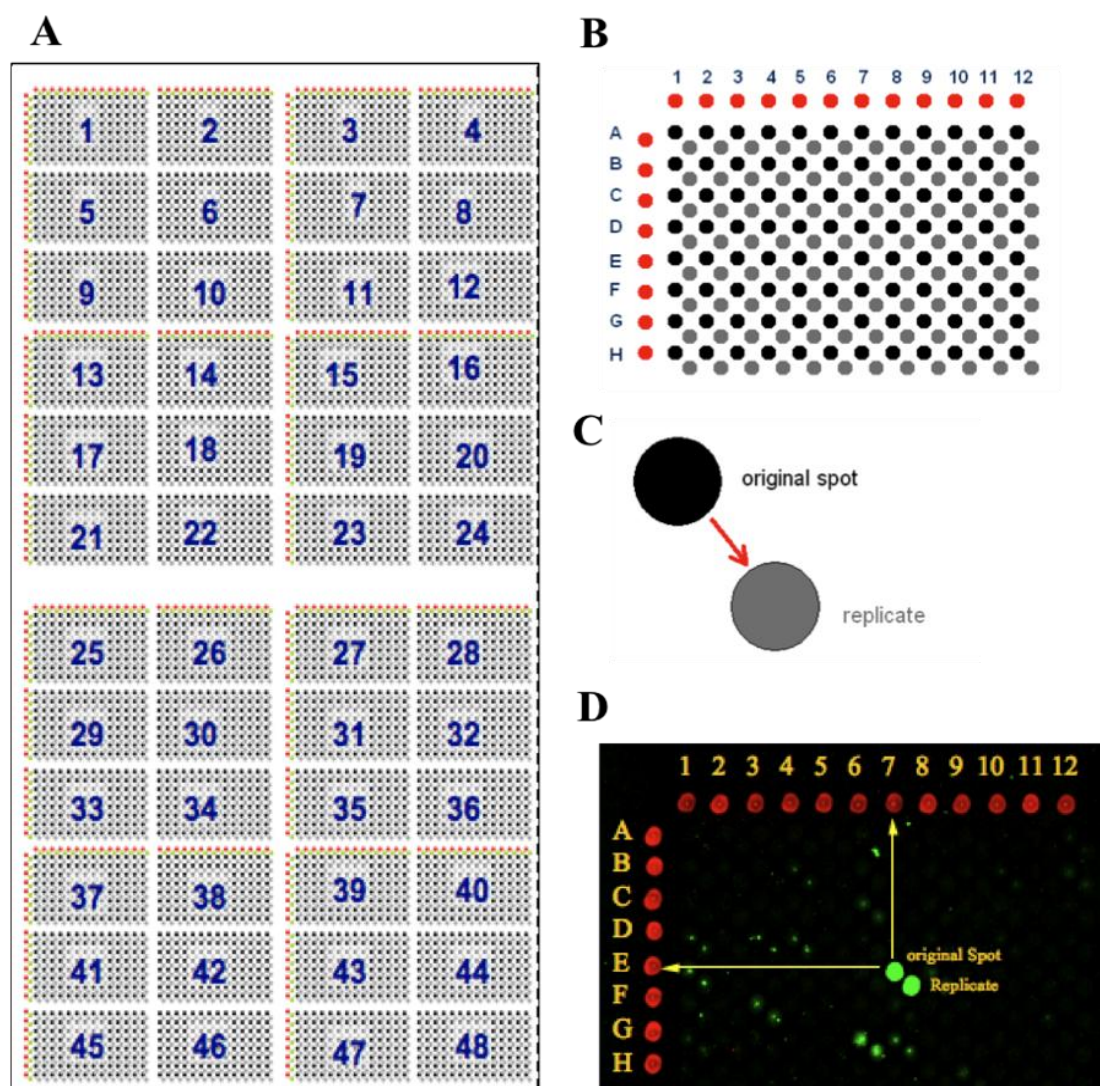 A
1 2 3 4
5 6 7 8
9 10 11 12
13 14 15 16
17 18 19 20
21 22 23 24
25 26 27 28
29 30 31 32
33 34 35 36
37 38 39 40
41 42 43 44
45 46 47 48
B
1 2 3 4 5 6 7 8 9 10 11 12
A
B
C
D
E
F
G
H
C
original spot
replicate
D
1 2 3 4 5 6 7 8 9 10 11 12
A
B
C
D
E
F
G
H
original Spot
Replicate